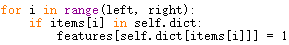 for i in range(left, right):
    if items[i] in self.dict:
        features[self.dict[items[i]]] = 1